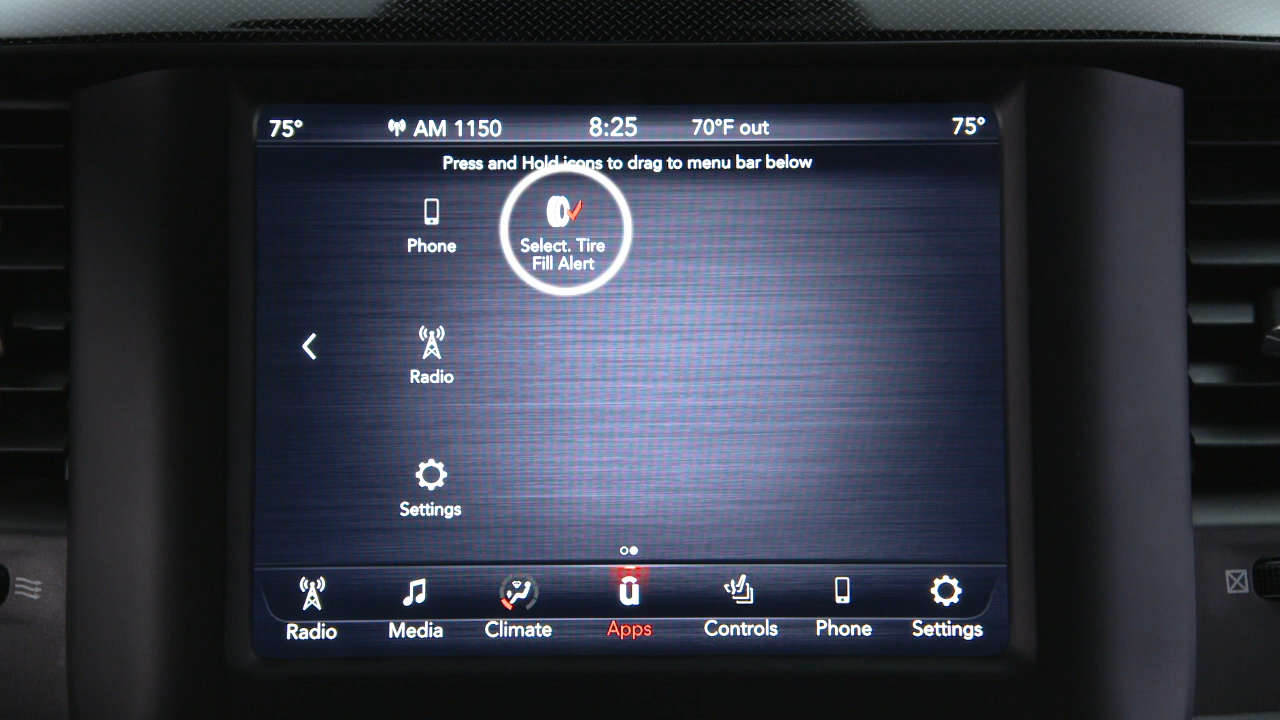 75° AM 1150 8:25 70°F out 75°
Press and Hold icons to drag to menu bar below
Phone
Select. Tire
Fill Alert
Radio
Settings
Radio Media Climate Apps Controls Phone Settings